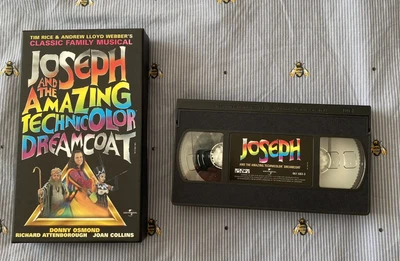 TIM RICE & ANDREW LLOYD WEBBER'S
CLASSIC FAMILY MUSICAL
JOSEPH
AND THE
AMAZING
TECHNICOLOR
DREAMCOAT
DONNY OSMOND
RICHARD ATTENBOROUGH JOAN COLLINS
JOSEPH
AND THE AMAZING TECHNICOLOR DREAMCOAT